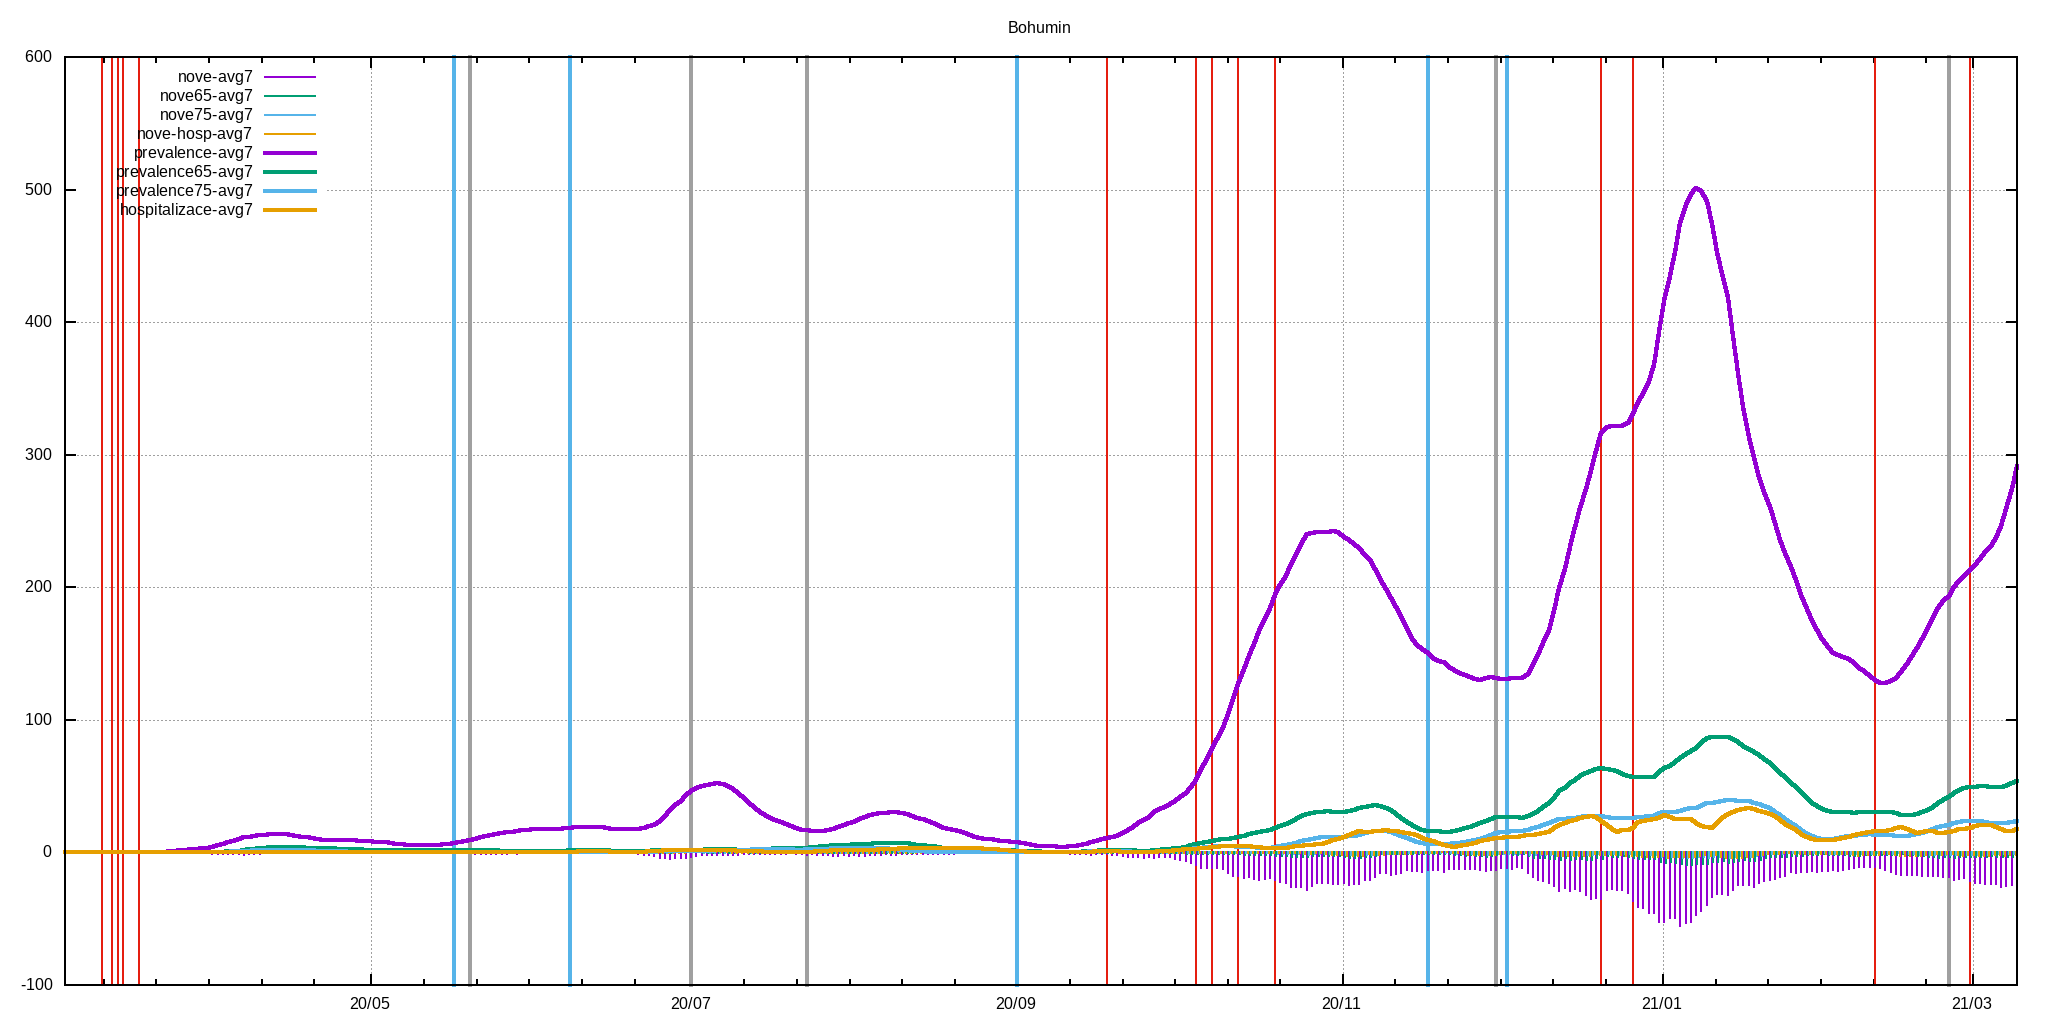 Bohumin
600
nove-avg7
nove65-avg7
nove75-avg7
nove-hosp-avg7
prevalence-avg7
prevalence65-avg7
prevalence75-avg7
hospitalizace-avg7
500
400
300
200
100
0
-100
20/05 20/07 20/09 20/11 21/01 21/03